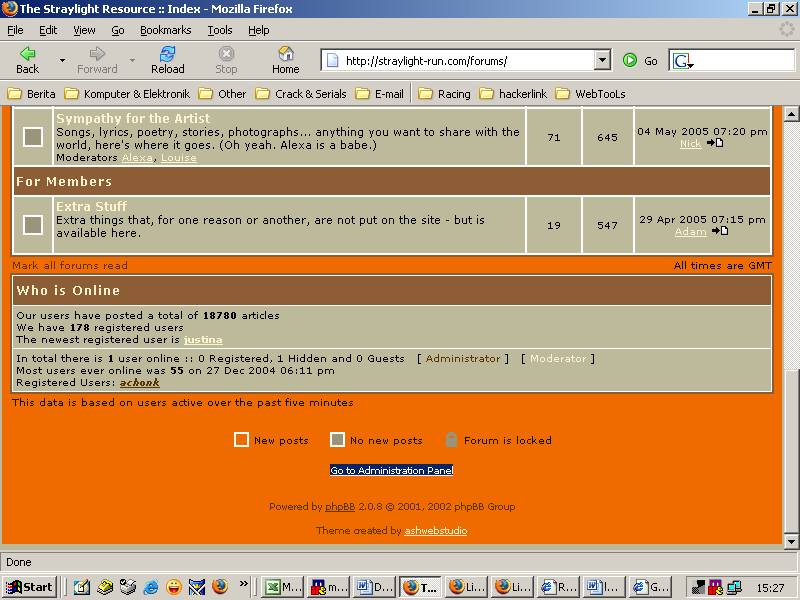 The Straylight Resource :: Index - Mozilla Firefox
File Edit View Go Bookmarks Tools Help
Back Forward Reload Stop Home http://straylight-run.com/forums/ Go G
Berita Komputer & Elektronik Other Crack & Serials E-mail Racing hackerlink WebTooLs
Sympathy for the Artist
Songs, lyrics, poetry, stories, photographs... anything you want to share with the
world, here's where it goes. (Oh yeah. Alexa is a babe.)
Moderators Alexa, Louise
71
645
04 May 2005 07:20 pm
Nick
For Members
Extra Stuff
Extra things that, for one reason or another, are not put on the site - but is
available here.
19
547
29 Apr 2005 07:15 pm
Adam
Mark all forums read
All times are GMT
Who is Online
Our users have posted a total of 18780 articles
We have 178 registered users
The newest registered user is justina
In total there is 1 user online :: 0 Registered, 1 Hidden and 0 Guests [ Administrator ] [ Moderator ]
Most users ever online was 55 on 27 Dec 2004 06:11 pm
Registered Users: achonk
This data is based on users active over the past five minutes
New posts No new posts Forum is locked
Go to Administration Panel
Powered by phpBB 2.0.8 © 2001, 2002 phpBB Group
Theme created by ashwebstudio
Done
Start » M... m... D... T... Li... Li... R... I... G... 15:27